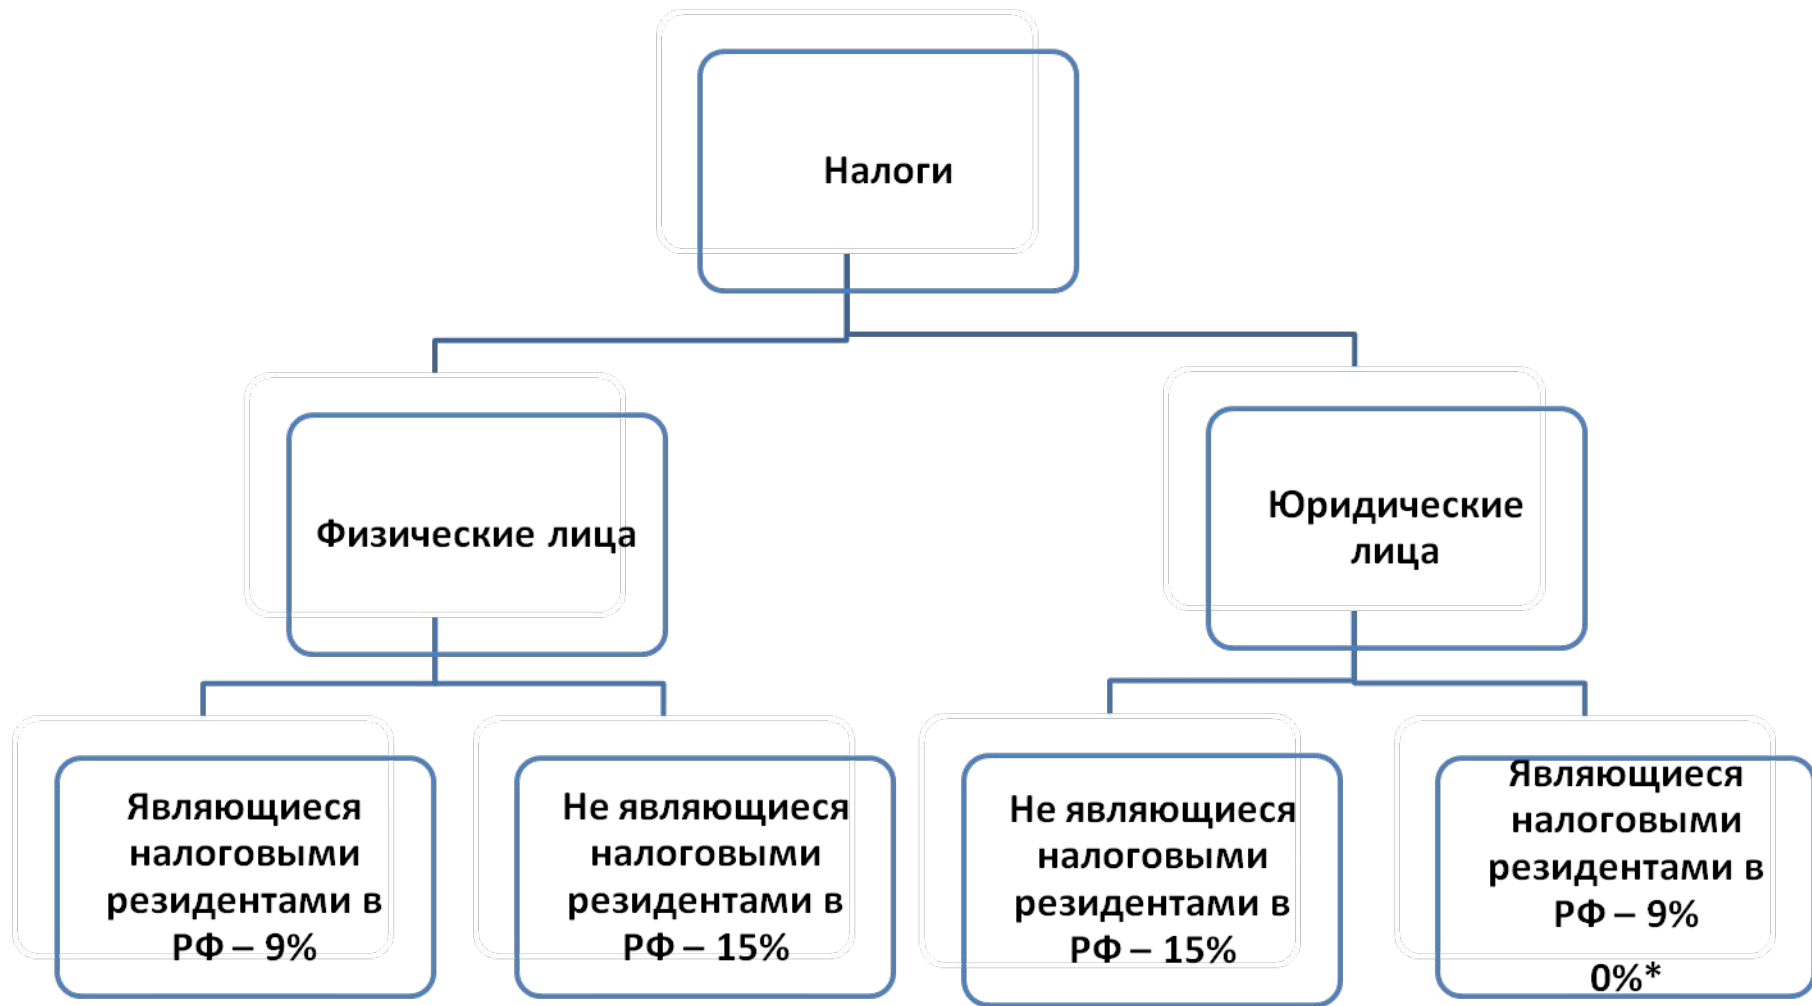 Налоги
Физические лица
Юридические
лица
Являющиеся
налоговыми
резидентами в
РФ – 9%
Не являющиеся
налоговыми
резидентами в
РФ – 15%
Не являющиеся
налоговыми
резидентами в
РФ – 15%
Являющиеся
налоговыми
резидентами в
РФ – 9%
0%*